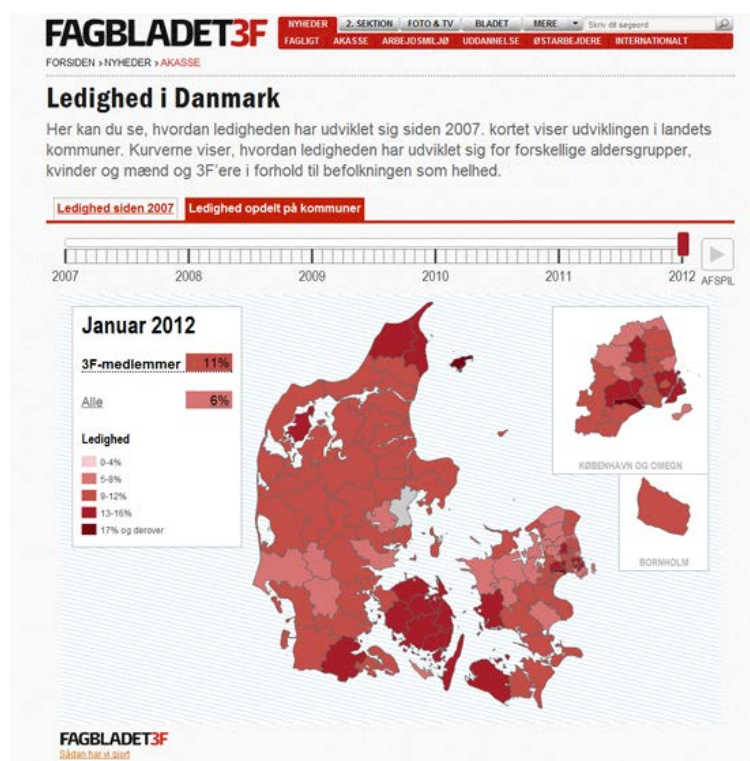 FAGBLADET3F
NYHEDER 2. SEKTION FOTO & TV BLADET MERE Skriv dit søgeord
FAGLIGT AKASSE ARBEJDSMILJØ UDDANNELSE ØSTARBEJDERE INTERNATIONALT
FORSIDEN > NYHEDER > AKASSE
Ledighed i Danmark
Her kan du se, hvordan ledigheden har udviklet sig siden 2007. kortet viser udviklingen i landets
kommuner. Kurverne viser, hvordan ledigheden har udviklet sig for forskellige aldersgrupper,
kvinder og mænd og 3F'ere i forhold til befolkningen som helhed.
Ledighed siden 2007 Ledighed opdelt på kommuner
2007 2008 2009 2010 2011 2012 AFSPIL
Januar 2012
3F-medlemmer 11%
Alle 6%
Ledighed
0-4%
5-8%
9-12%
13-16%
17% og derover
KØBENHAVN OG OMEGN
BORNHOLM
FAGBLADET3F
Sådan har vi gjort